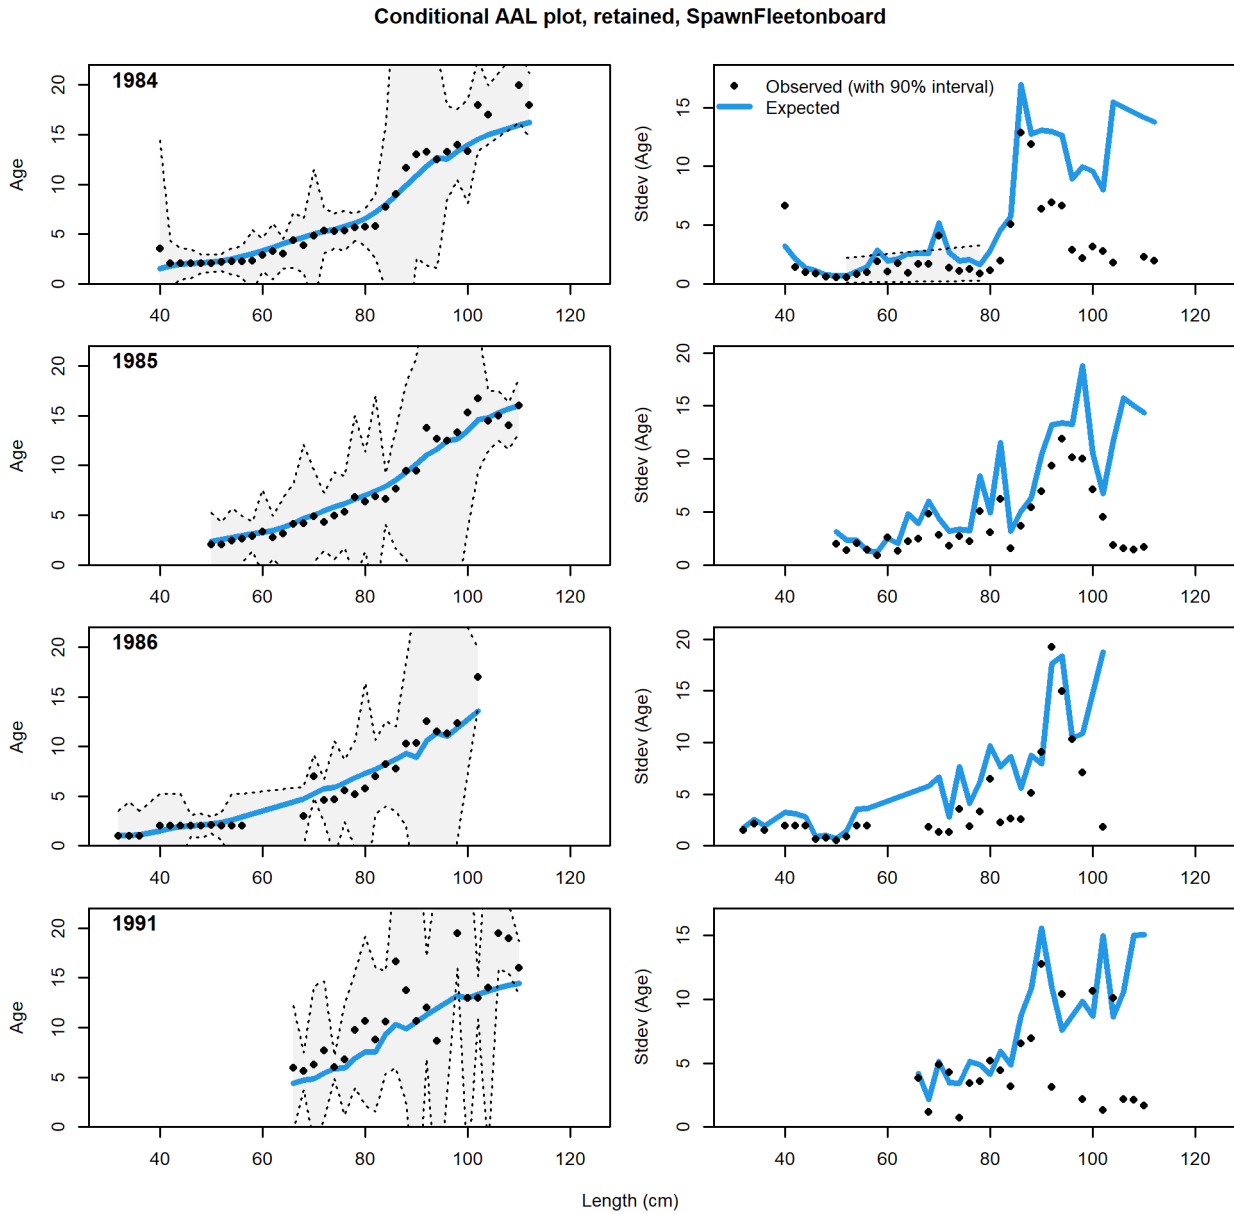 Conditional AAL plot, retained, SpawnFleetonboard
1984
Age
0 5 10 15 20
40 60 80 100 120
Observed (with 90% interval)
Expected
Stdev (Age)
0 5 10 15
40 60 80 100 120
1985
Age
0 5 10 15 20
40 60 80 100 120
Stdev (Age)
0 5 10 15 20
40 60 80 100 120
1986
Age
0 5 10 15 20
40 60 80 100 120
Stdev (Age)
0 5 10 15 20
40 60 80 100 120
1991
Age
0 5 10 15 20
40 60 80 100 120
Stdev (Age)
0 5 10 15
40 60 80 100 120
Length (cm)